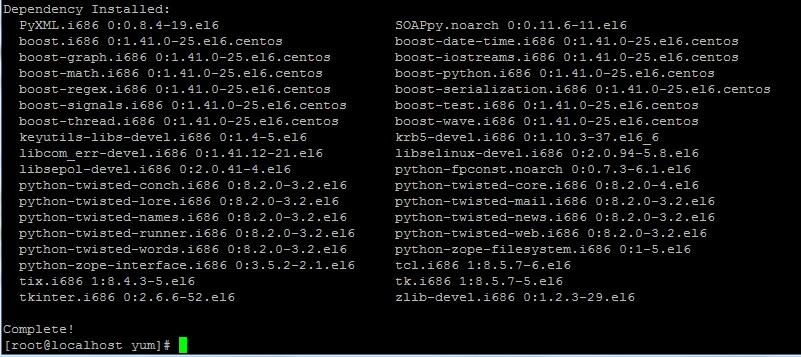 Dependency Installed:
PyXML.i686 0:0.8.4-19.el6 SOAPpy.noarch 0:0.11.6-11.el6
boost.i686 0:1.41.0-25.el6.centos boost-date-time.i686 0:1.41.0-25.el6.centos
boost-graph.i686 0:1.41.0-25.el6.centos boost-iostreams.i686 0:1.41.0-25.el6.centos
boost-math.i686 0:1.41.0-25.el6.centos boost-python.i686 0:1.41.0-25.el6.centos
boost-regex.i686 0:1.41.0-25.el6.centos boost-serialization.i686 0:1.41.0-25.el6.centos
boost-signals.i686 0:1.41.0-25.el6.centos boost-test.i686 0:1.41.0-25.el6.centos
boost-thread.i686 0:1.41.0-25.el6.centos boost-wave.i686 0:1.41.0-25.el6.centos
keyutils-libs-devel.i686 0:1.4-5.el6 krb5-devel.i686 0:1.10.3-37.el6_6
libcom_err-devel.i686 0:1.41.12-21.el6 libselinux-devel.i686 0:2.0.94-5.8.el6
libsepol-devel.i686 0:2.0.41-4.el6 python-fpconst.noarch 0:0.7.3-6.1.el6
python-twisted-conch.i686 0:8.2.0-3.2.el6 python-twisted-core.i686 0:8.2.0-4.el6
python-twisted-lore.i686 0:8.2.0-3.2.el6 python-twisted-mail.i686 0:8.2.0-3.2.el6
python-twisted-names.i686 0:8.2.0-3.2.el6 python-twisted-news.i686 0:8.2.0-3.2.el6
python-twisted-runner.i686 0:8.2.0-3.2.el6 python-twisted-web.i686 0:8.2.0-3.2.el6
python-twisted-words.i686 0:8.2.0-3.2.el6 python-zope-filesystem.i686 0:1-5.el6
python-zope-interface.i686 0:3.5.2-2.1.el6 tcl.i686 1:8.5.7-6.el6
tix.i686 1:8.4.3-5.el6 tk.i686 1:8.5.7-5.el6
tkinter.i686 0:2.6.6-52.el6 zlib-devel.i686 0:1.2.3-29.el6
Complete!
[root@localhost yum]#